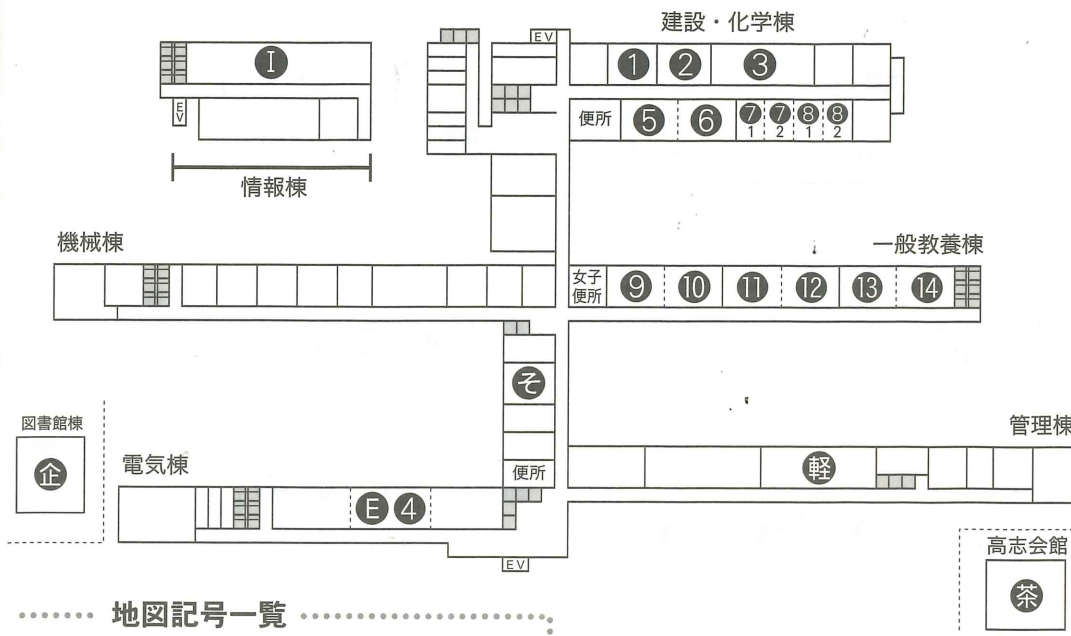 建設・化学棟
EV
Ⅰ
EV
情報棟
1 2 3
便所 5 6 7 1 7 2 8 1 8 2
機械棟
一般教養棟
女子
便所
9 10 11 12 13 14
そ
便所
図書館棟
企
電気棟
E 4
EV
管理棟
軽
高志会館
茶
地図記号一覧